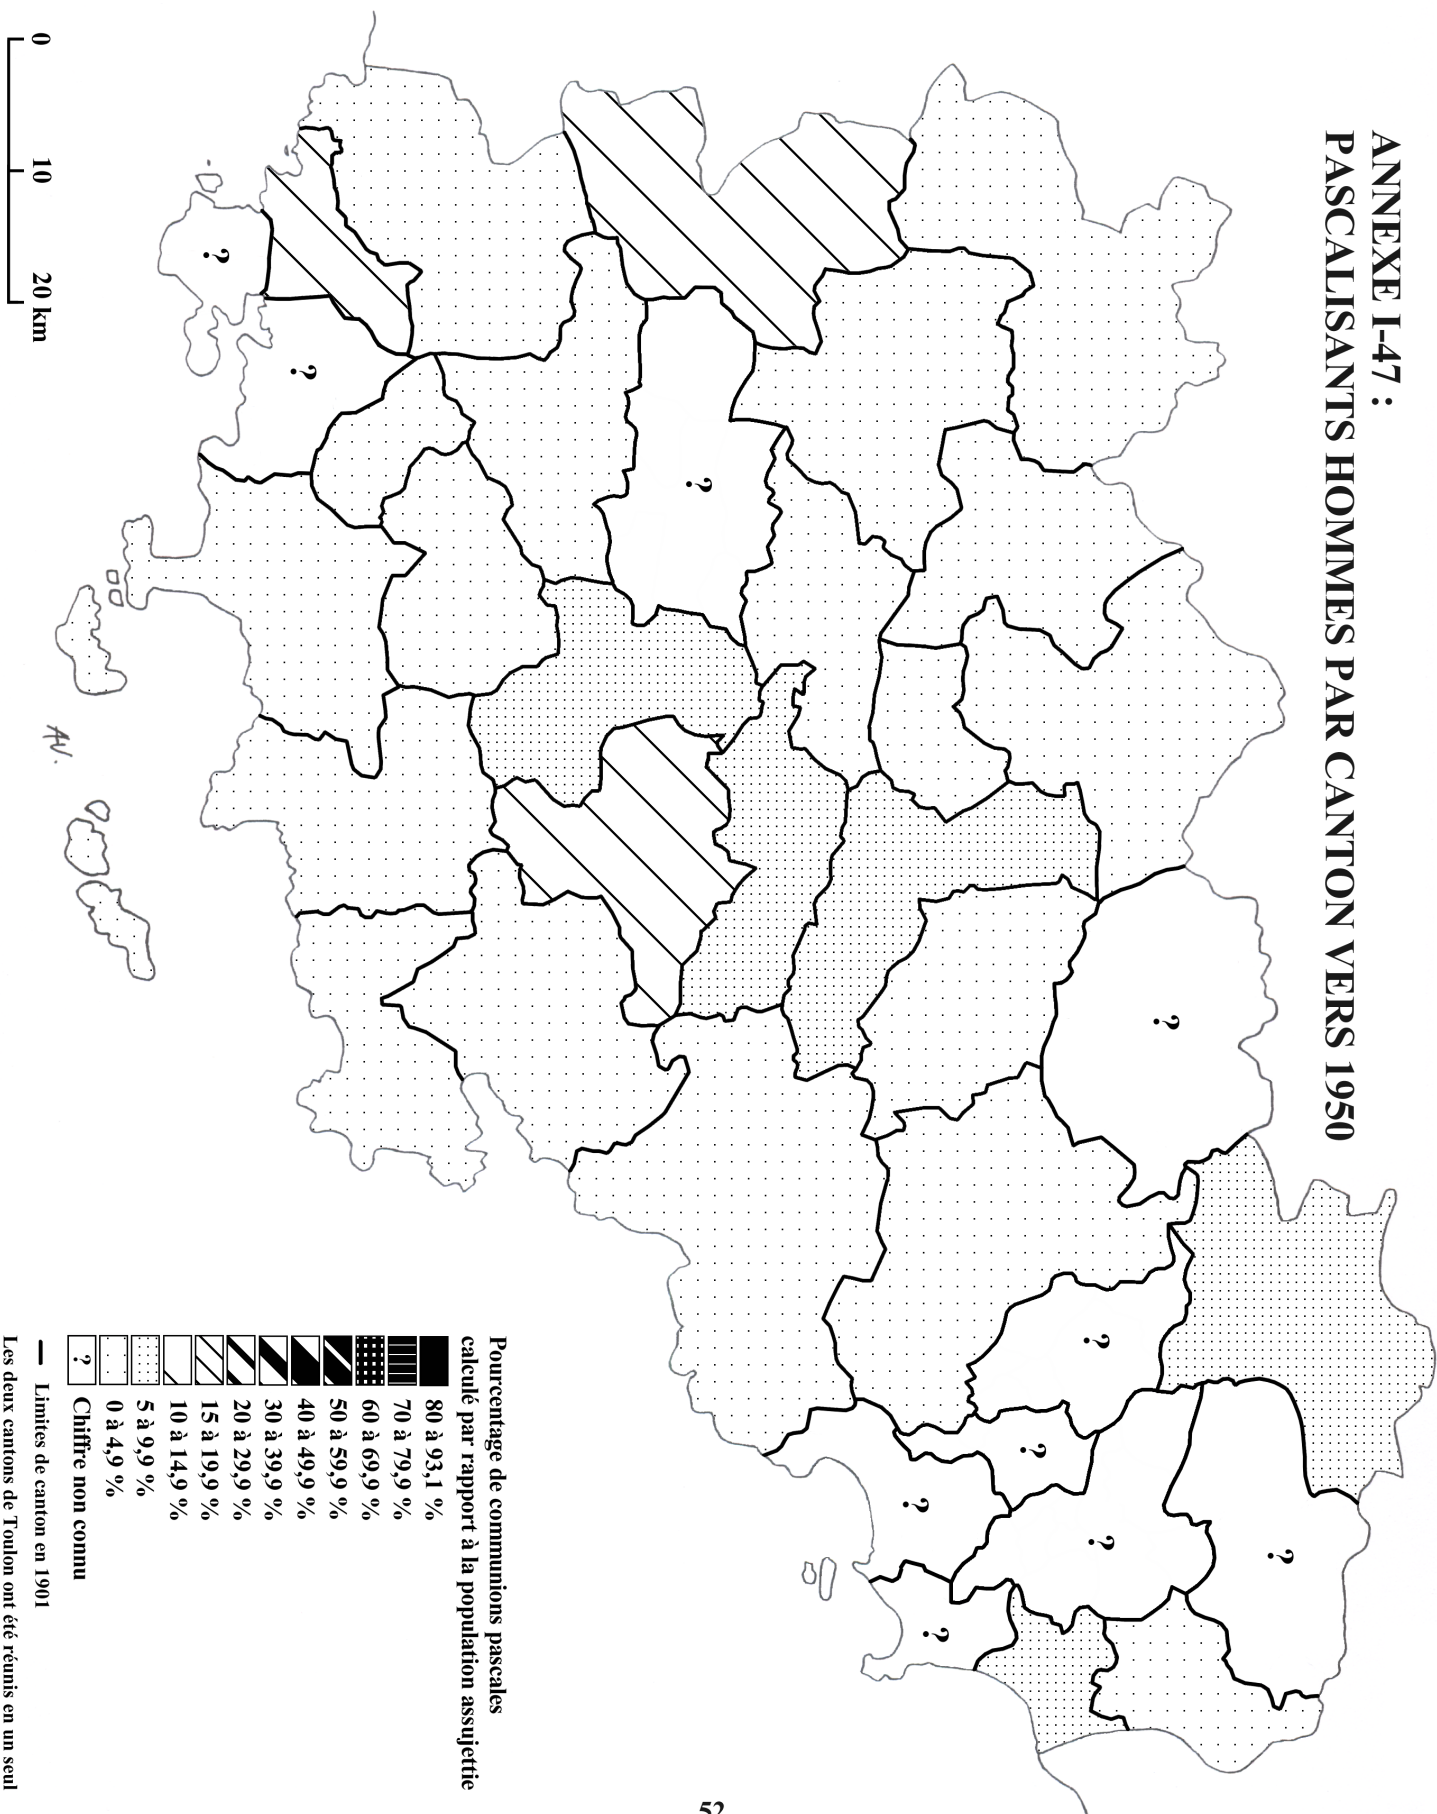 ANNEXE I-47 :
PASCALISANTS HOMMES PAR CANTON VERS 1950
?
?
?
?
?
?
?
?
?
?
?
Pourcentage de communions pascales
calculé par rapport à la population assujettie
80 à 93,1 %
70 à 79,9 %
60 à 69,9 %
50 à 59,9 %
40 à 49,9 %
30 à 39,9 %
20 à 29,9 %
15 à 19,9 %
10 à 14,9 %
5 à 9,9 %
0 à 4,9 %
? Chiffre non connu
Limites de canton en 1901
Les deux cantons de Toulon ont été réunis en un seul
0 10 20 km
AV.
52